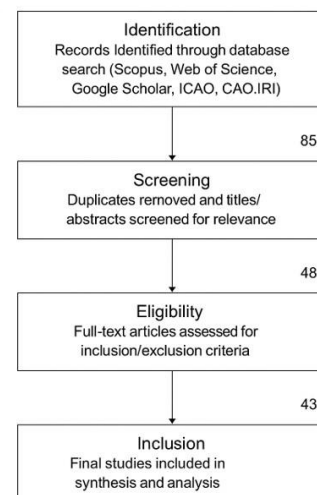 Identification
Records Identified through database
search (Scopus, Web of Science,
Google Scholar, ICAO, CAO.IRI)
85
Screening
Duplicates removed and titles/
abstracts screened for relevance
48
Eligibility
Full-text articles assessed for
inclusion/exclusion criteria
43
Inclusion
Final studies included in
synthesis and analysis